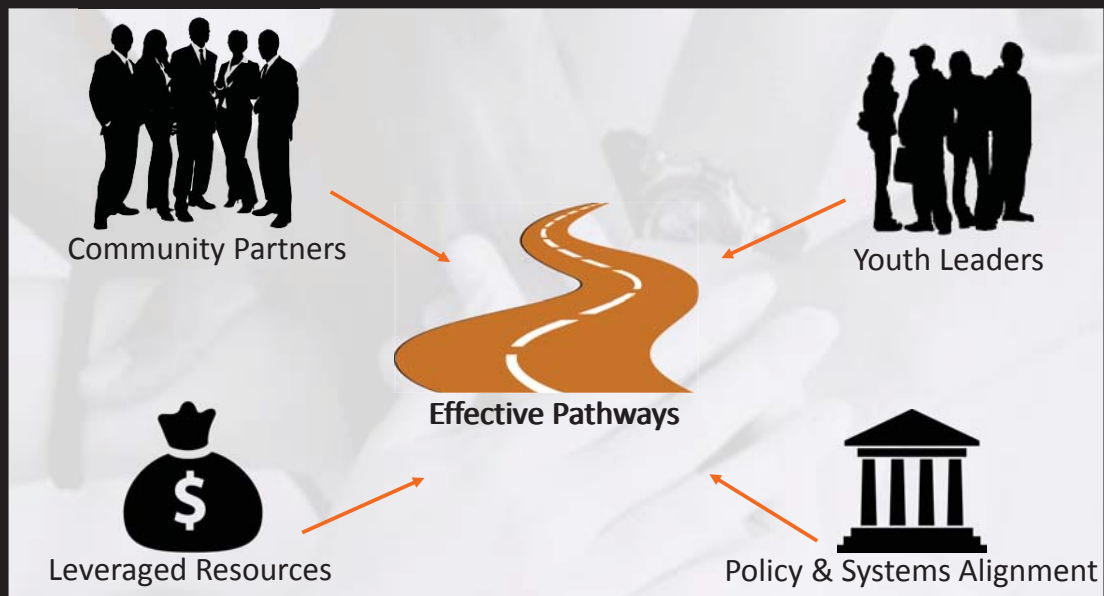 Community Partners
Youth Leaders
Effective Pathways
$
Leveraged Resources
Policy & Systems Alignment